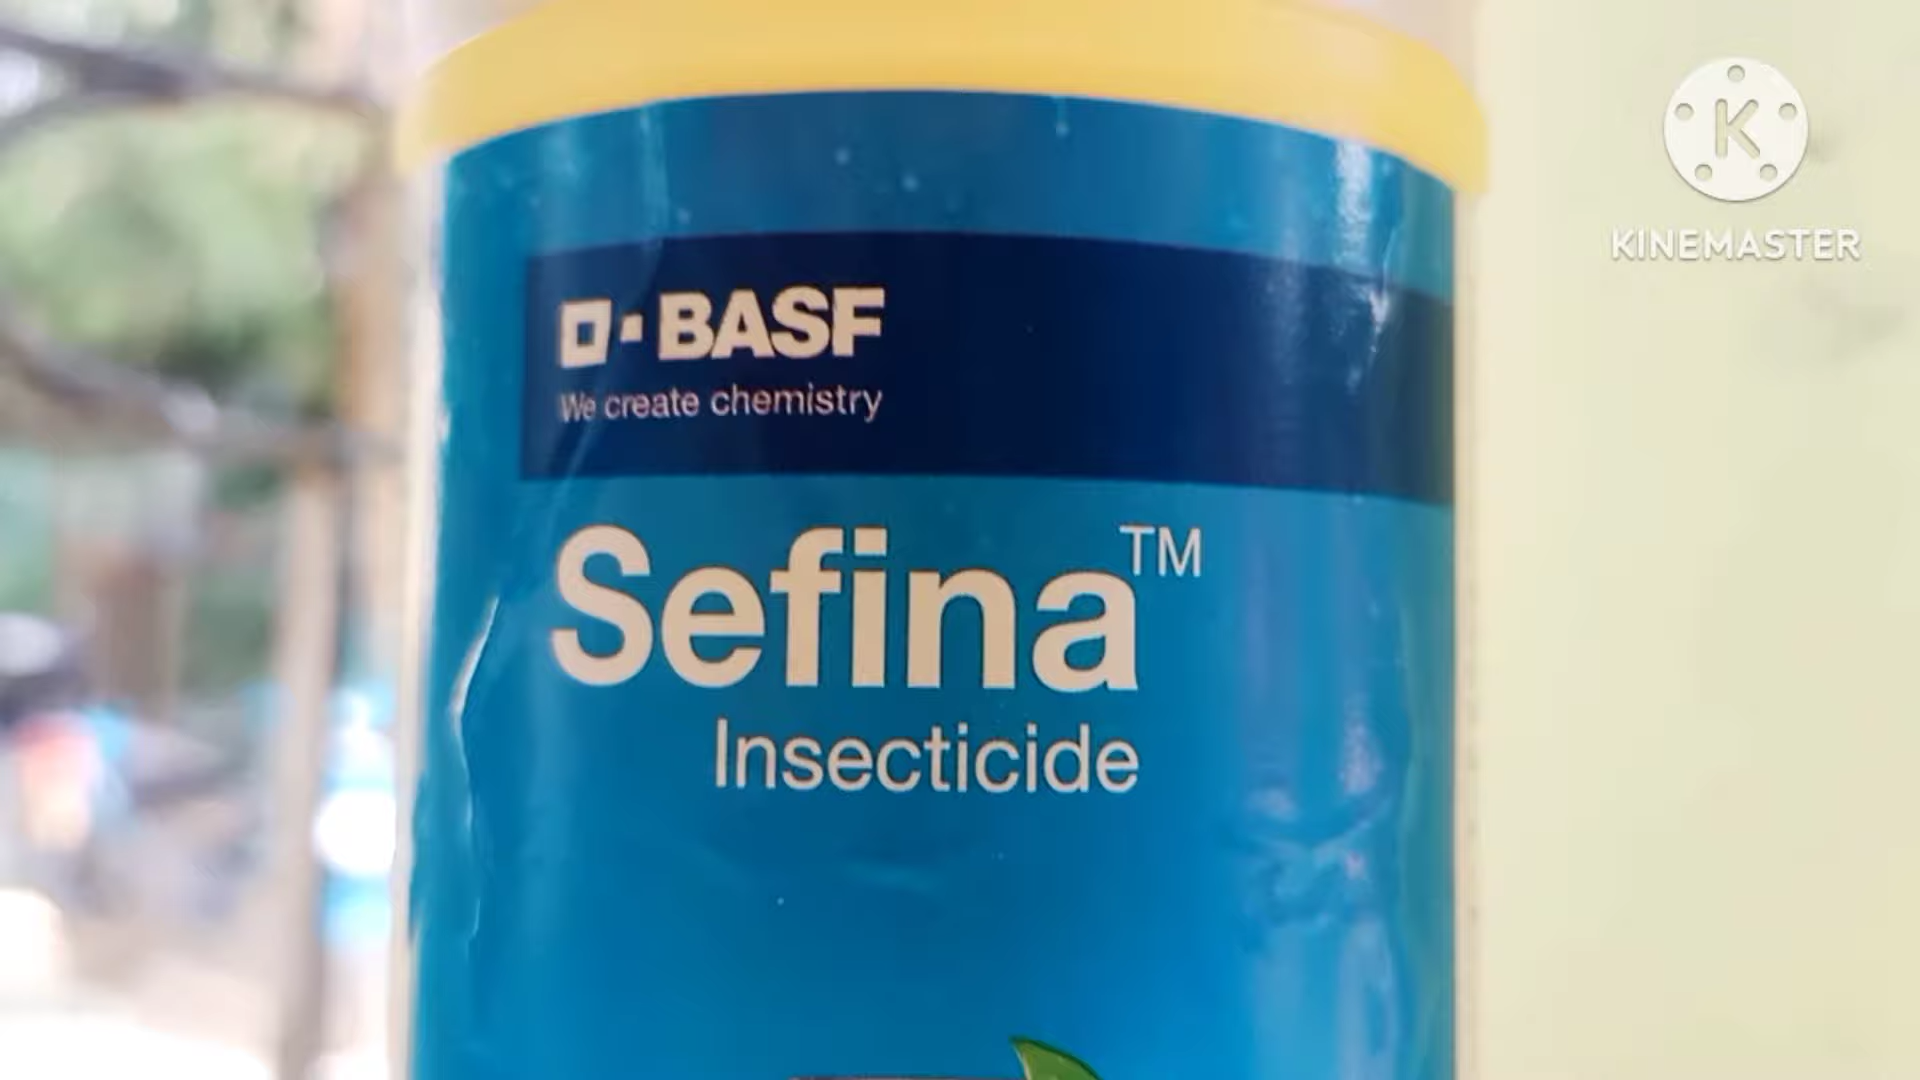 BASF
We create chemistry
Sefina™
Insecticide
K
KINEMASTER